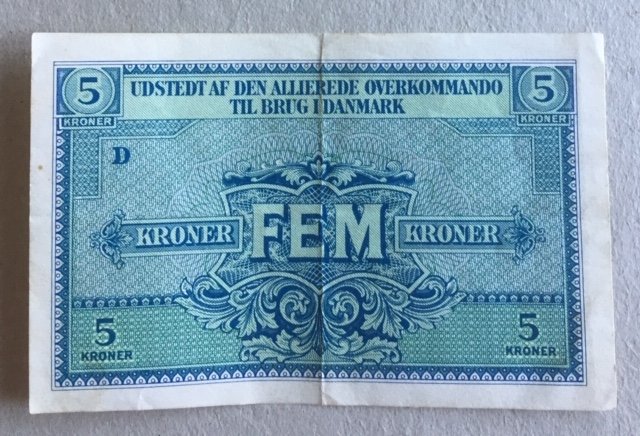 5 UDSTEDT AF DEN ALLIEREDE OVERKOMMANDO 5
KRONER TIL BRUG I DANMARK KRONER
D
KRONER FEM KRONER
5 5
KRONER KRONER